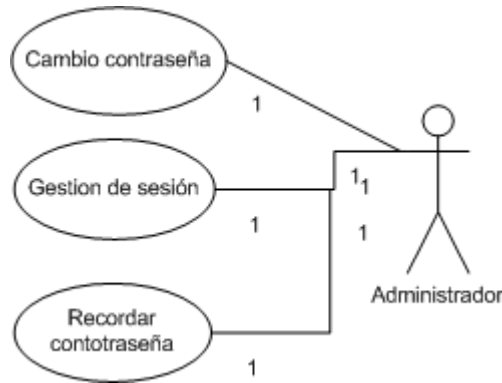 Cambio contraseña
1
Gestion de sesión
1
1
1
1
Administrador
Recordar
contotraseña
1